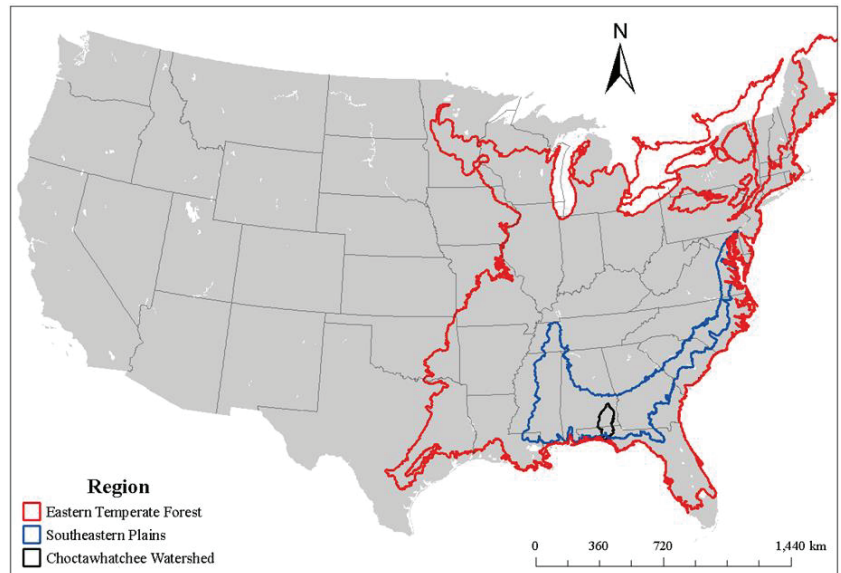 N
Region
Eastern Temperate Forest
Southeastern Plains
Choctawhatchee Watershed
0 360 720 1,440 km